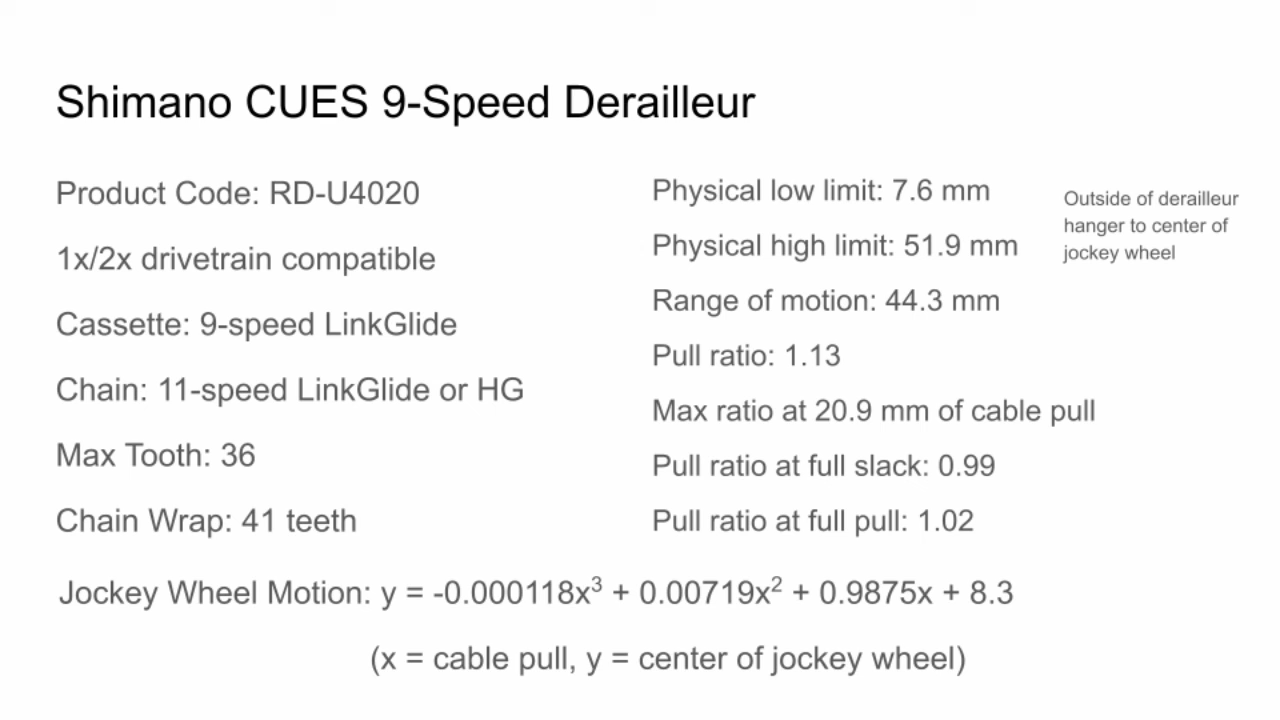 Shimano CUES 9-Speed Derailleur
Product Code: RD-U4020
1x/2x drivetrain compatible
Cassette: 9-speed LinkGlide
Chain: 11-speed LinkGlide or HG
Max Tooth: 36
Chain Wrap: 41 teeth
Physical low limit: 7.6 mm
Physical high limit: 51.9 mm
Range of motion: 44.3 mm
Pull ratio: 1.13
Max ratio at 20.9 mm of cable pull
Pull ratio at full slack: 0.99
Pull ratio at full pull: 1.02
Outside of derailleur
hanger to center of
jockey wheel
Jockey Wheel Motion: y = -0.000118x³ + 0.00719x² + 0.9875x + 8.3
(x = cable pull, y = center of jockey wheel)